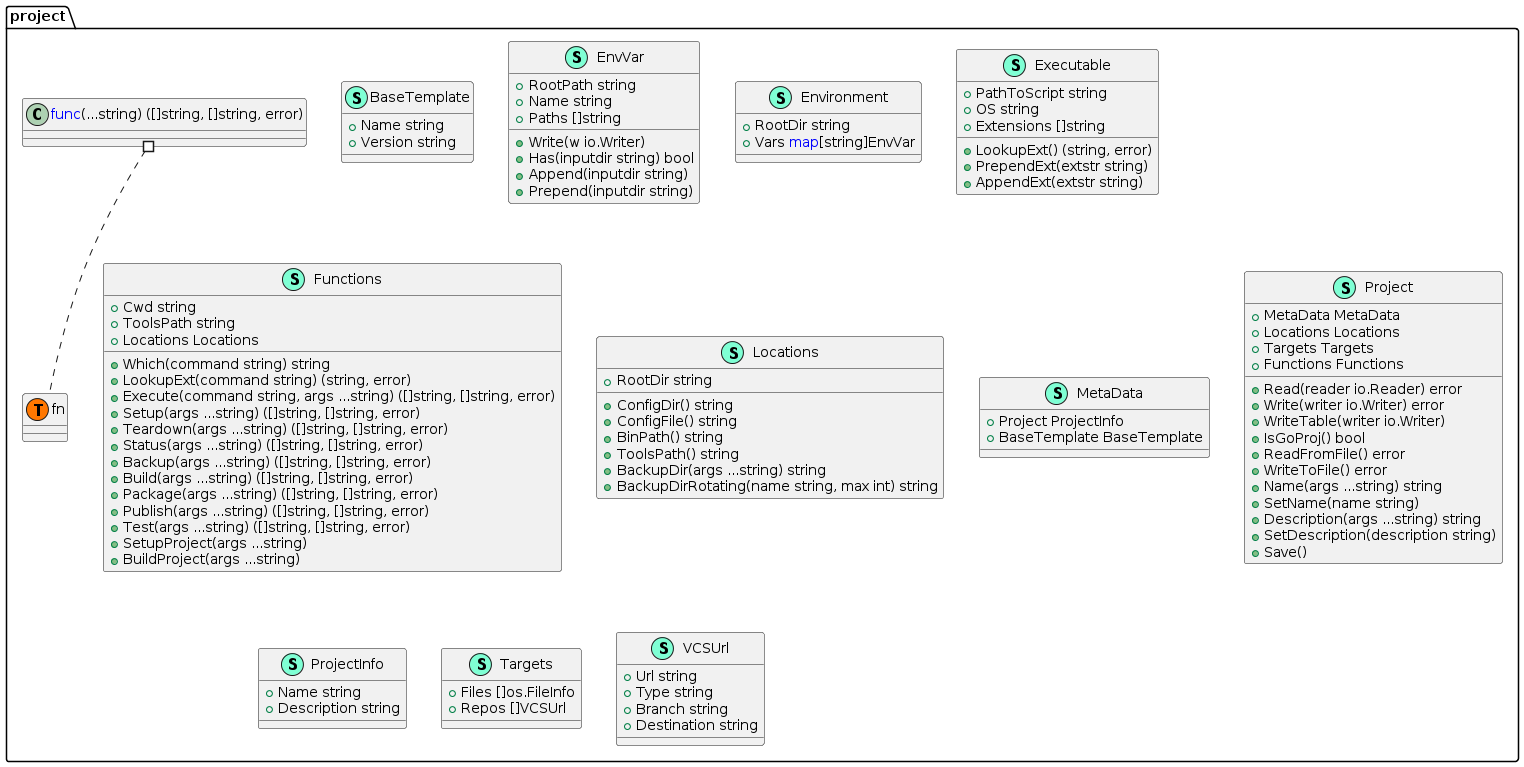 project
func(...string) ([]string, []string, error)
BaseTemplate
Name string
Version string
EnvVar
RootPath string
Name string
Paths []string
Write(w io.Writer)
Has(inputdir string) bool
Append(inputdir string)
Prepend(inputdir string)
Environment
RootDir string
Vars map[string]EnvVar
Executable
PathToScript string
OS string
Extensions []string
LookupExt() (string, error)
PrependExt(extstr string)
AppendExt(extstr string)
fn
Functions
Cwd string
ToolsPath string
Locations Locations
Which(command string) string
LookupExt(command string) (string, error)
Execute(command string, args ...string) ([]string, []string, error)
Setup(args ...string) ([]string, []string, error)
Teardown(args ...string) ([]string, []string, error)
Status(args ...string) ([]string, []string, error)
Backup(args ...string) ([]string, []string, error)
Build(args ...string) ([]string, []string, error)
Package(args ...string) ([]string, []string, error)
Publish(args ...string) ([]string, []string, error)
Test(args ...string) ([]string, []string, error)
SetupProject(args ...string)
BuildProject(args ...string)
Locations
RootDir string
ConfigDir() string
ConfigFile() string
BinPath() string
ToolsPath() string
BackupDir(args ...string) string
BackupDirRotating(name string, max int) string
MetaData
Project ProjectInfo
BaseTemplate BaseTemplate
Project
MetaData MetaData
Locations Locations
Targets Targets
Functions Functions
Read(reader io.Reader) error
Write(writer io.Writer) error
WriteTable(writer io.Writer)
IsGoProj() bool
ReadFromFile() error
WriteToFile() error
Name(args ...string) string
SetName(name string)
Description(args ...string) string
SetDescription(description string)
Save()
ProjectInfo
Name string
Description string
Targets
Files []os.FileInfo
Repos []VCSUrl
VCSUrl
Url string
Type string
Branch string
Destination string